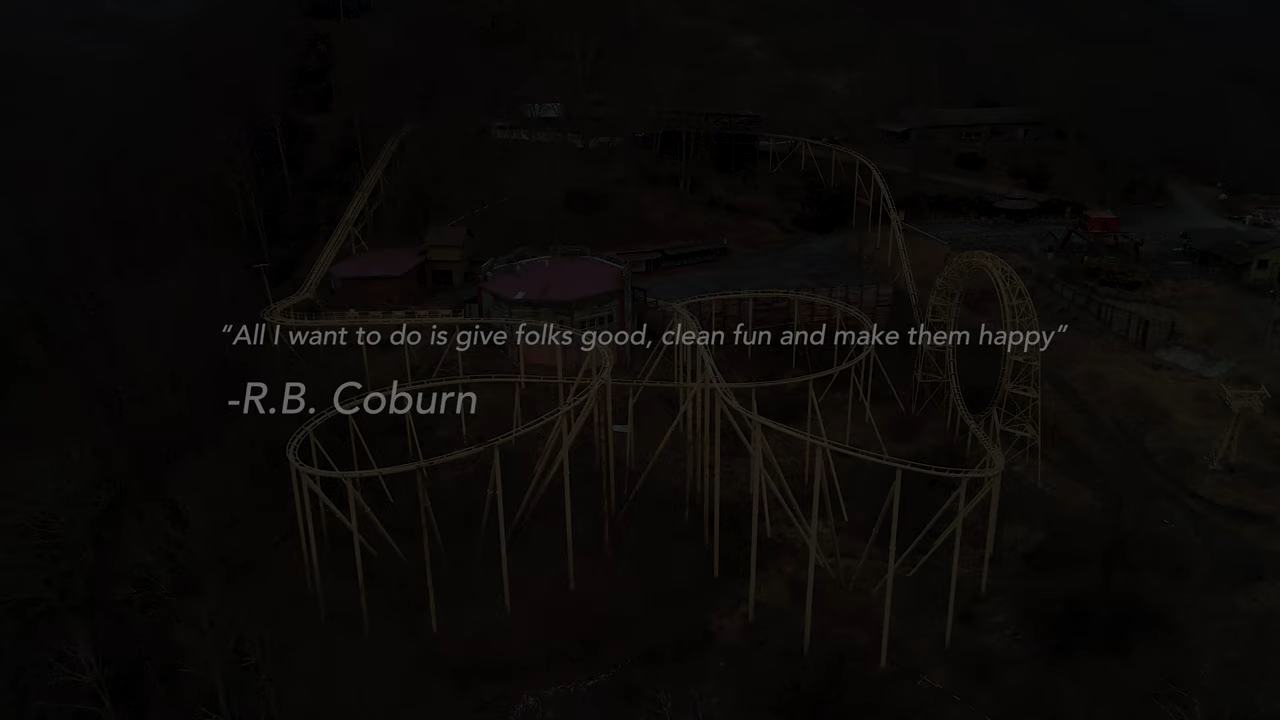 “All I want to do is give folks good, clean fun and make them happy”
-R.B. Coburn